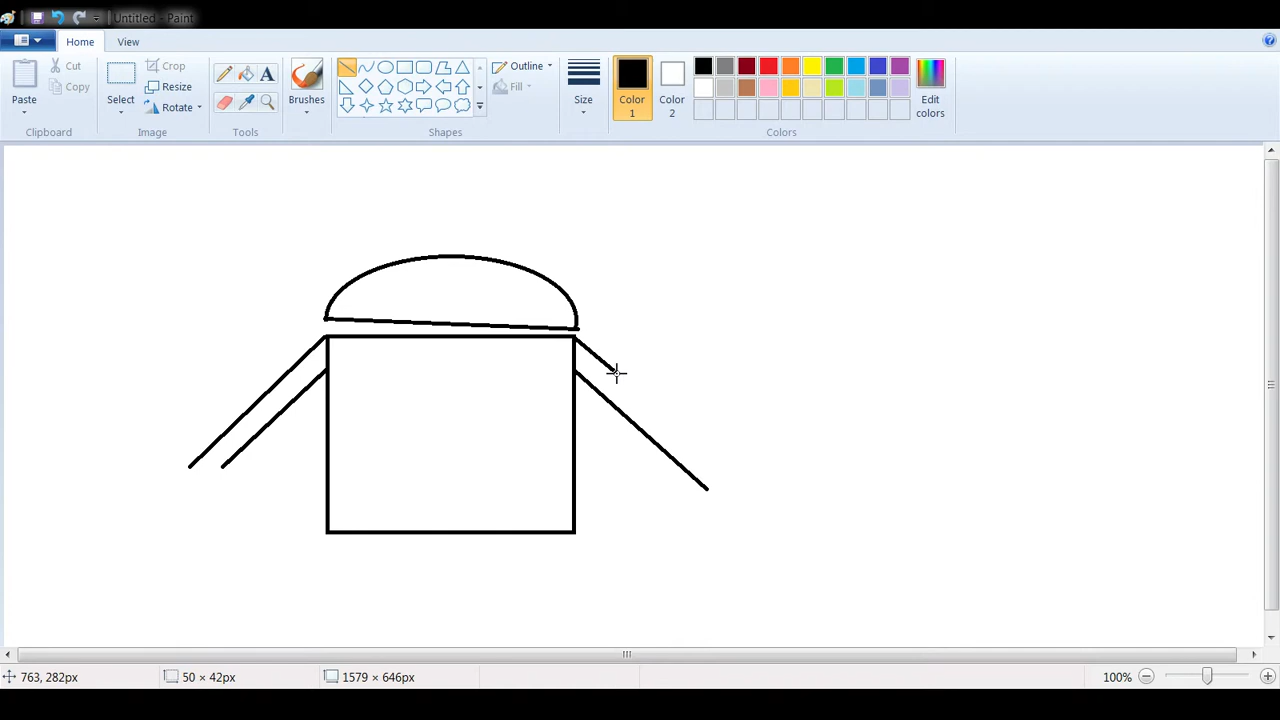 Untitled - Paint
Home View
Paste
Cut
Copy
Clipboard
Select
Crop
Resize
Rotate
Image
A
Tools
Brushes
Shapes
Outline
Fill
Size
Color 1
Color 2
Edit colors
Colors
763, 282px
50 × 42px
1579 × 646px
100%